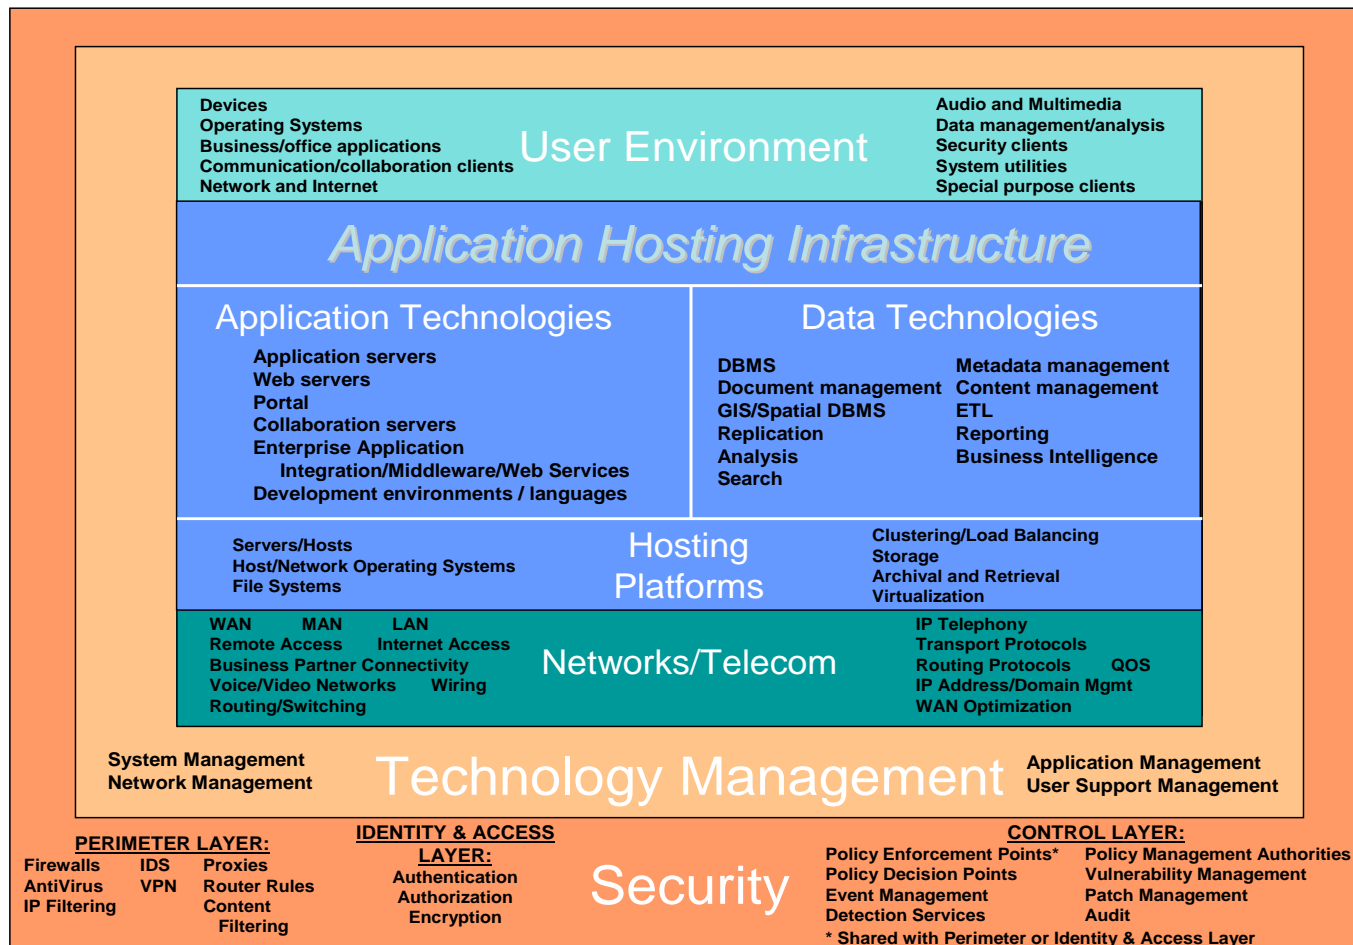 Devices
Operating Systems
Business/office applications
Communication/collaboration clients
Network and Internet
User Environment
Audio and Multimedia
Data management/analysis
Security clients
System utilities
Special purpose clients
Application Hosting Infrastructure
Application Technologies
Application servers
Web servers
Portal
Collaboration servers
Enterprise Application
Integration/Middleware/Web Services
Development environments / languages
Data Technologies
DBMS
Document management
GIS/Spatial DBMS
Replication
Analysis
Search
Metadata management
Content management
ETL
Reporting
Business Intelligence
Servers/Hosts
Host/Network Operating Systems
File Systems
Hosting
Platforms
Clustering/Load Balancing
Storage
Archival and Retrieval
Virtualization
WAN MAN LAN
Remote Access Internet Access
Business Partner Connectivity
Voice/Video Networks Wiring
Routing/Switching
Networks/Telecom
IP Telephony
Transport Protocols
Routing Protocols QOS
IP Address/Domain Mgmt
WAN Optimization
System Management
Network Management
Technology Management
Application Management
User Support Management
PERIMETER LAYER:
Firewalls IDS Proxies
AntiVirus VPN Router Rules
IP Filtering Content
Filtering
IDENTITY & ACCESS
LAYER:
Authentication
Authorization
Encryption
Security
CONTROL LAYER:
Policy Enforcement Points* Policy Management Authorities
Policy Decision Points Vulnerability Management
Event Management Patch Management
Detection Services Audit
* Shared with Perimeter or Identity & Access Layer